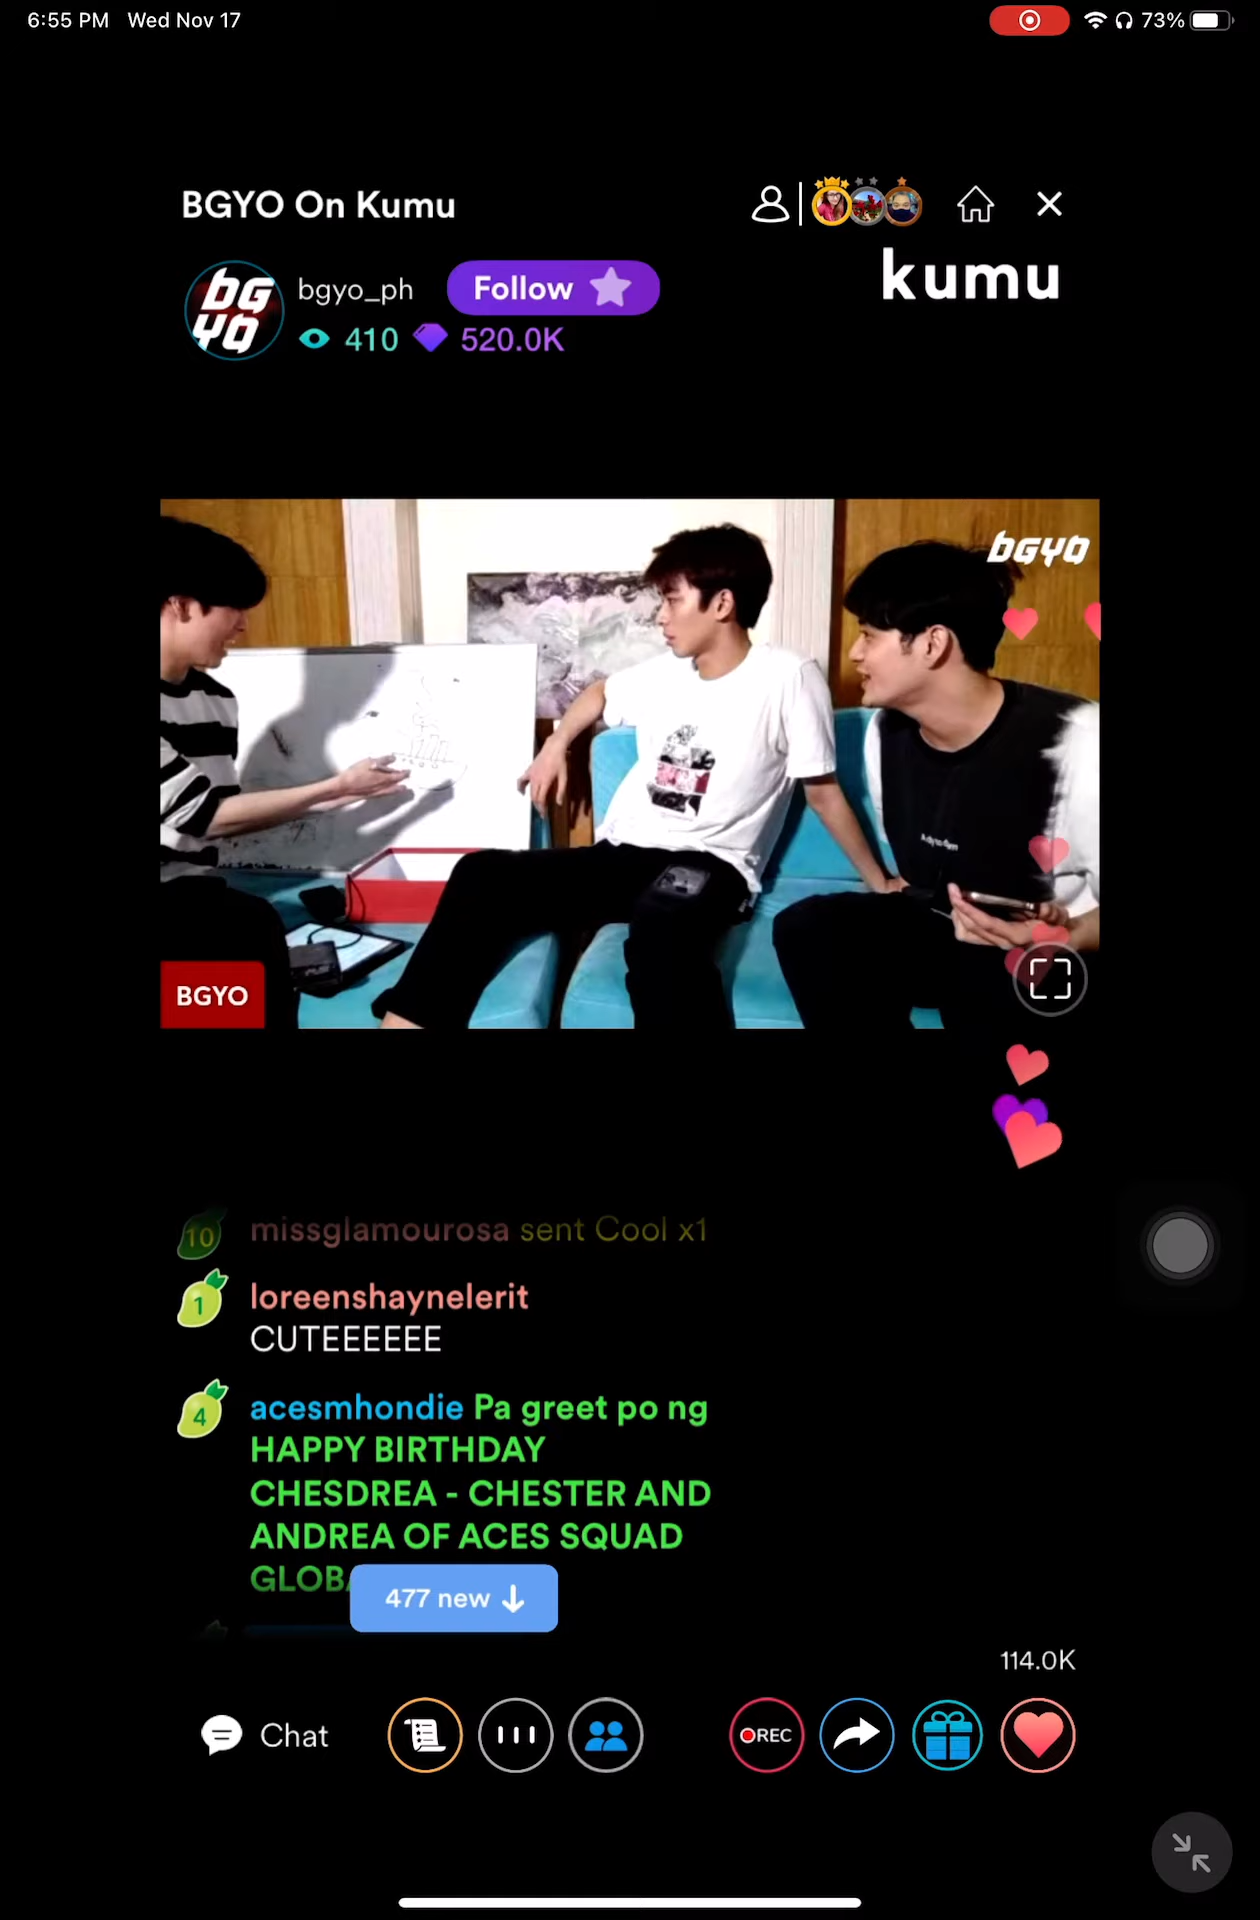 6:55 PM Wed Nov 17
73%
BGYO On Kumu
kumu
bg
yo
bgyo_ph
Follow
410
520.0K
BGYO
BGYO
10 missglamourosa sent Cool x1
1 loreenshaynelerit
CUTEEEEEE
4 acesmhondie Pa greet po ng
HAPPY BIRTHDAY
CHESDREA - CHESTER AND
ANDREA OF ACES SQUAD
477 new
114.0K
Chat
REC